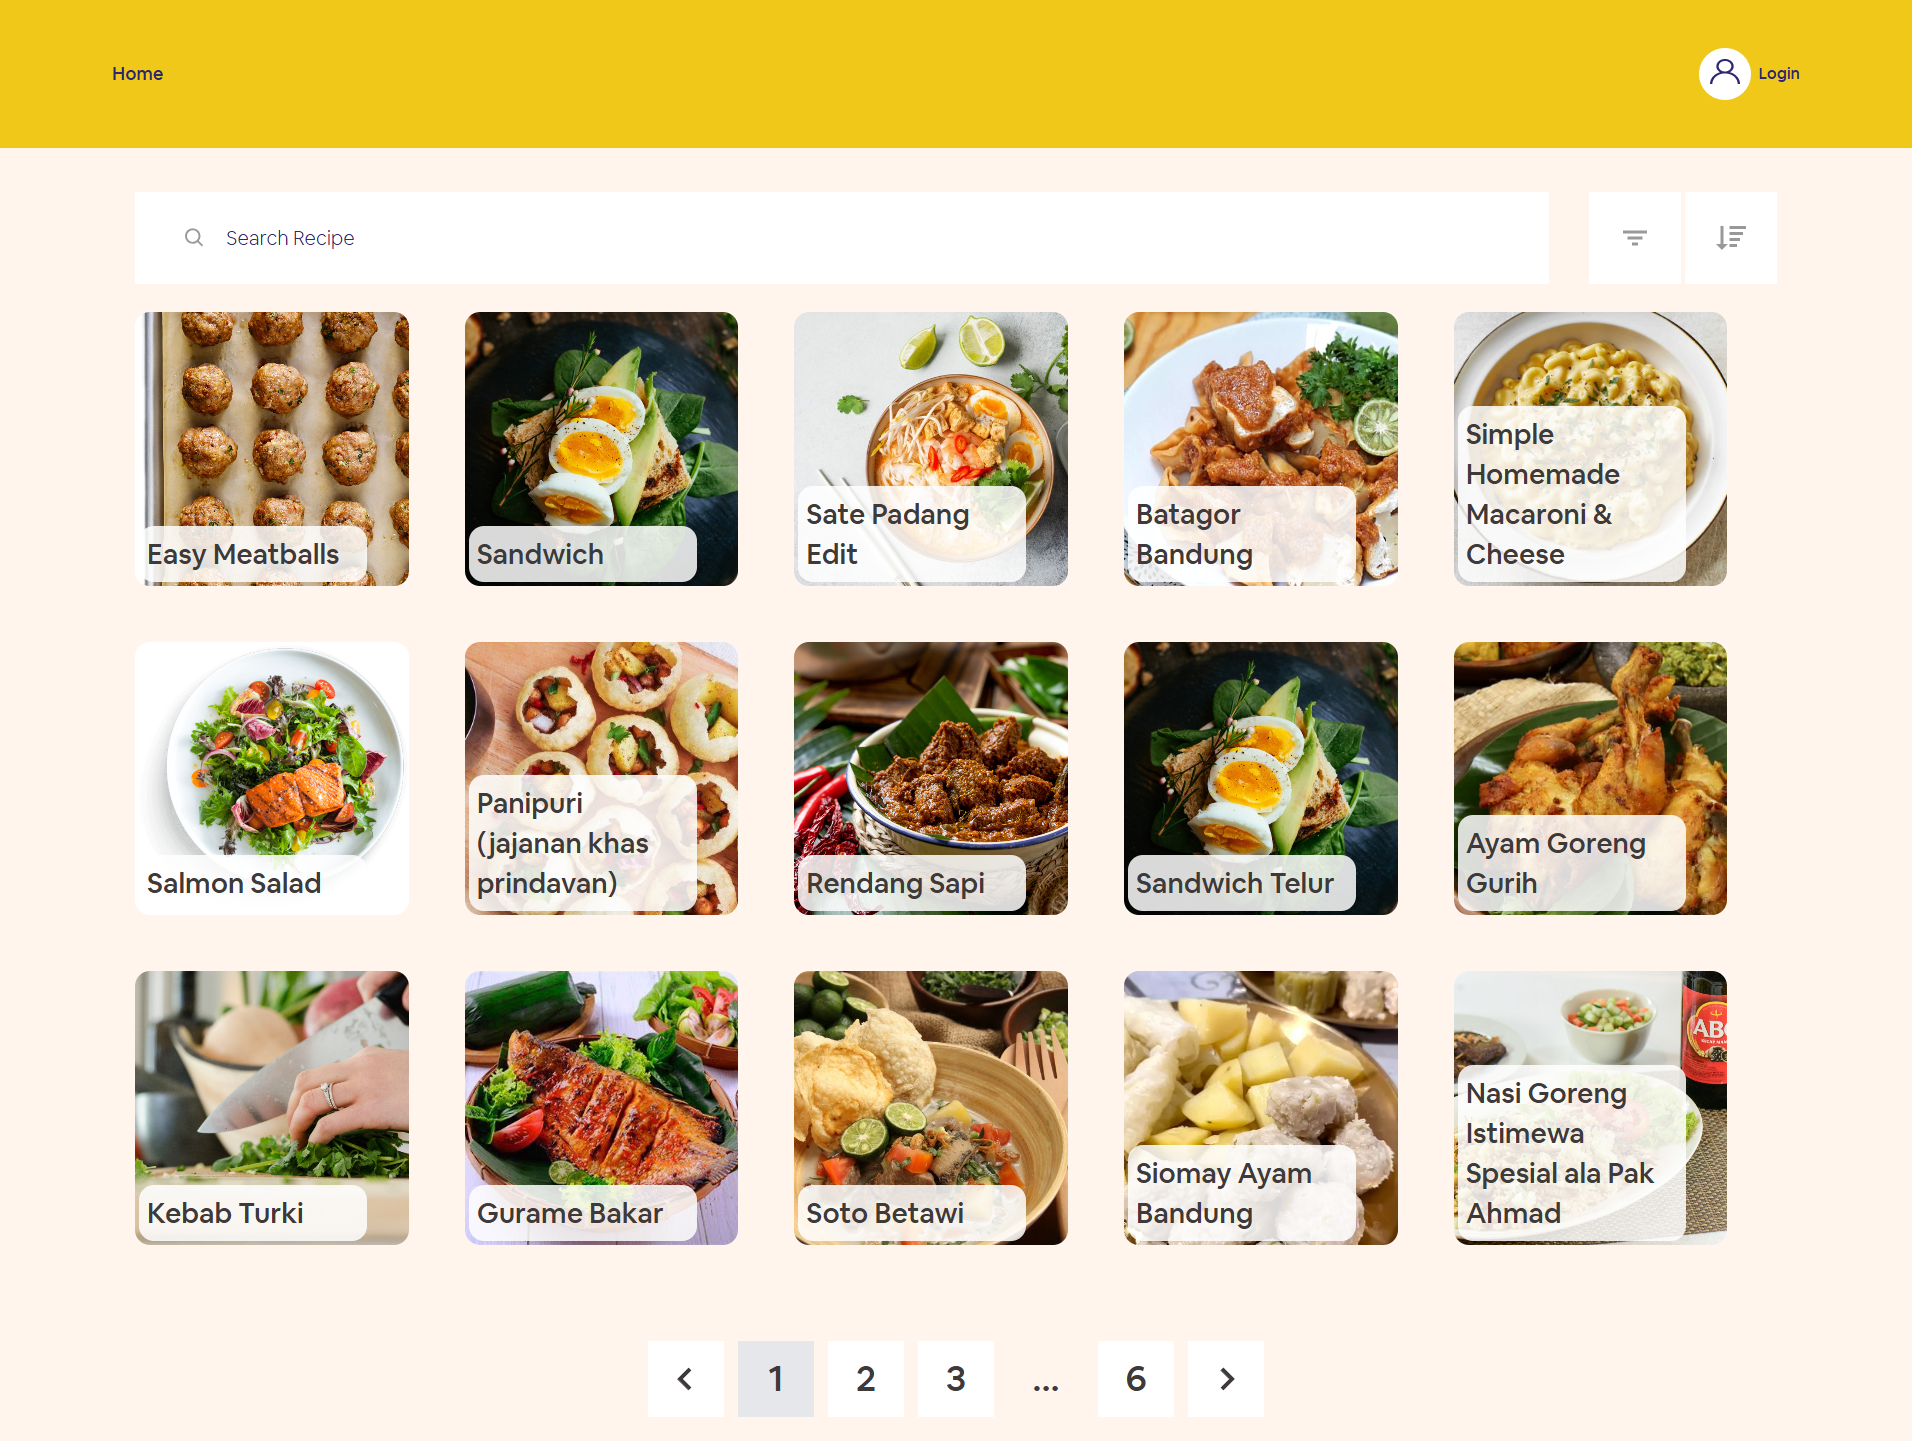 Home
Login
Search Recipe
Easy Meatballs
Sandwich
Sate Padang
Edit
Batagor
Bandung
Simple
Homemade
Macaroni &
Cheese
Salmon Salad
Panipuri
(jajanan khas
prindavan)
Rendang Sapi
Sandwich Telur
Ayam Goreng
Gurih
Kebab Turki
Gurame Bakar
Soto Betawi
Siomay Ayam
Bandung
ABC
Nasi Goreng
Istimewa
Spesial ala Pak
Ahmad
1
2
3
...
6